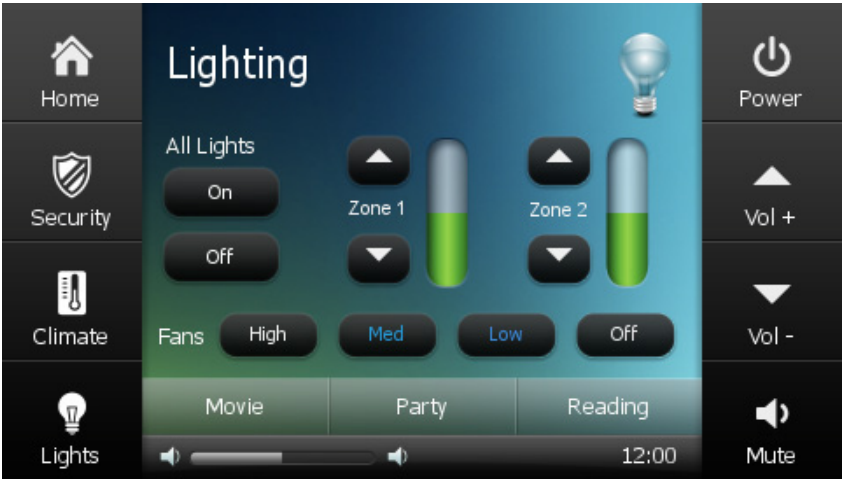 Home
Security
Climate
Lights
Lighting
All Lights
On
Off
Zone 1
Zone 2
Fans High Med Low Off
Movie Party Reading
12:00
Power
Vol +
Vol -
Mute